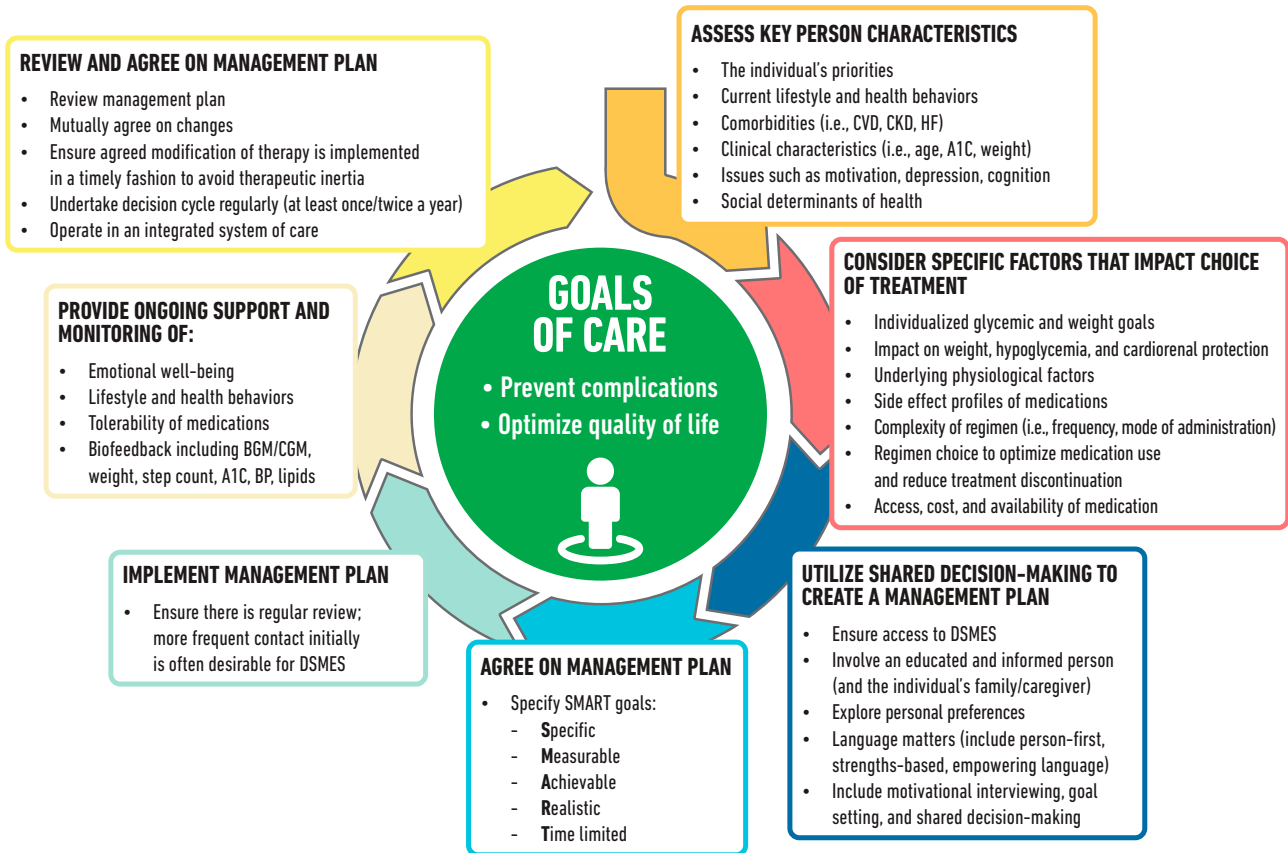 GOALS
OF CARE
• Prevent complications
• Optimize quality of life
ASSESS KEY PERSON CHARACTERISTICS
• The individual's priorities
• Current lifestyle and health behaviors
• Comorbidities (i.e., CVD, CKD, HF)
• Clinical characteristics (i.e., age, A1C, weight)
• Issues such as motivation, depression, cognition
• Social determinants of health
CONSIDER SPECIFIC FACTORS THAT IMPACT CHOICE
OF TREATMENT
• Individualized glycemic and weight goals
• Impact on weight, hypoglycemia, and cardiorenal protection
• Underlying physiological factors
• Side effect profiles of medications
• Complexity of regimen (i.e., frequency, mode of administration)
• Regimen choice to optimize medication use
and reduce treatment discontinuation
• Access, cost, and availability of medication
UTILIZE SHARED DECISION-MAKING TO
CREATE A MANAGEMENT PLAN
• Ensure access to DSMES
• Involve an educated and informed person
(and the individual's family/caregiver)
• Explore personal preferences
• Language matters (include person-first,
strengths-based, empowering language)
• Include motivational interviewing, goal
setting, and shared decision-making
AGREE ON MANAGEMENT PLAN
• Specify SMART goals:
- Specific
- Measurable
- Achievable
- Realistic
- Time limited
IMPLEMENT MANAGEMENT PLAN
• Ensure there is regular review;
more frequent contact initially
is often desirable for DSMES
PROVIDE ONGOING SUPPORT AND
MONITORING OF:
• Emotional well-being
• Lifestyle and health behaviors
• Tolerability of medications
• Biofeedback including BGM/CGM,
weight, step count, A1C, BP, lipids
REVIEW AND AGREE ON MANAGEMENT PLAN
• Review management plan
• Mutually agree on changes
• Ensure agreed modification of therapy is implemented
in a timely fashion to avoid therapeutic inertia
• Undertake decision cycle regularly (at least once/twice a year)
• Operate in an integrated system of care